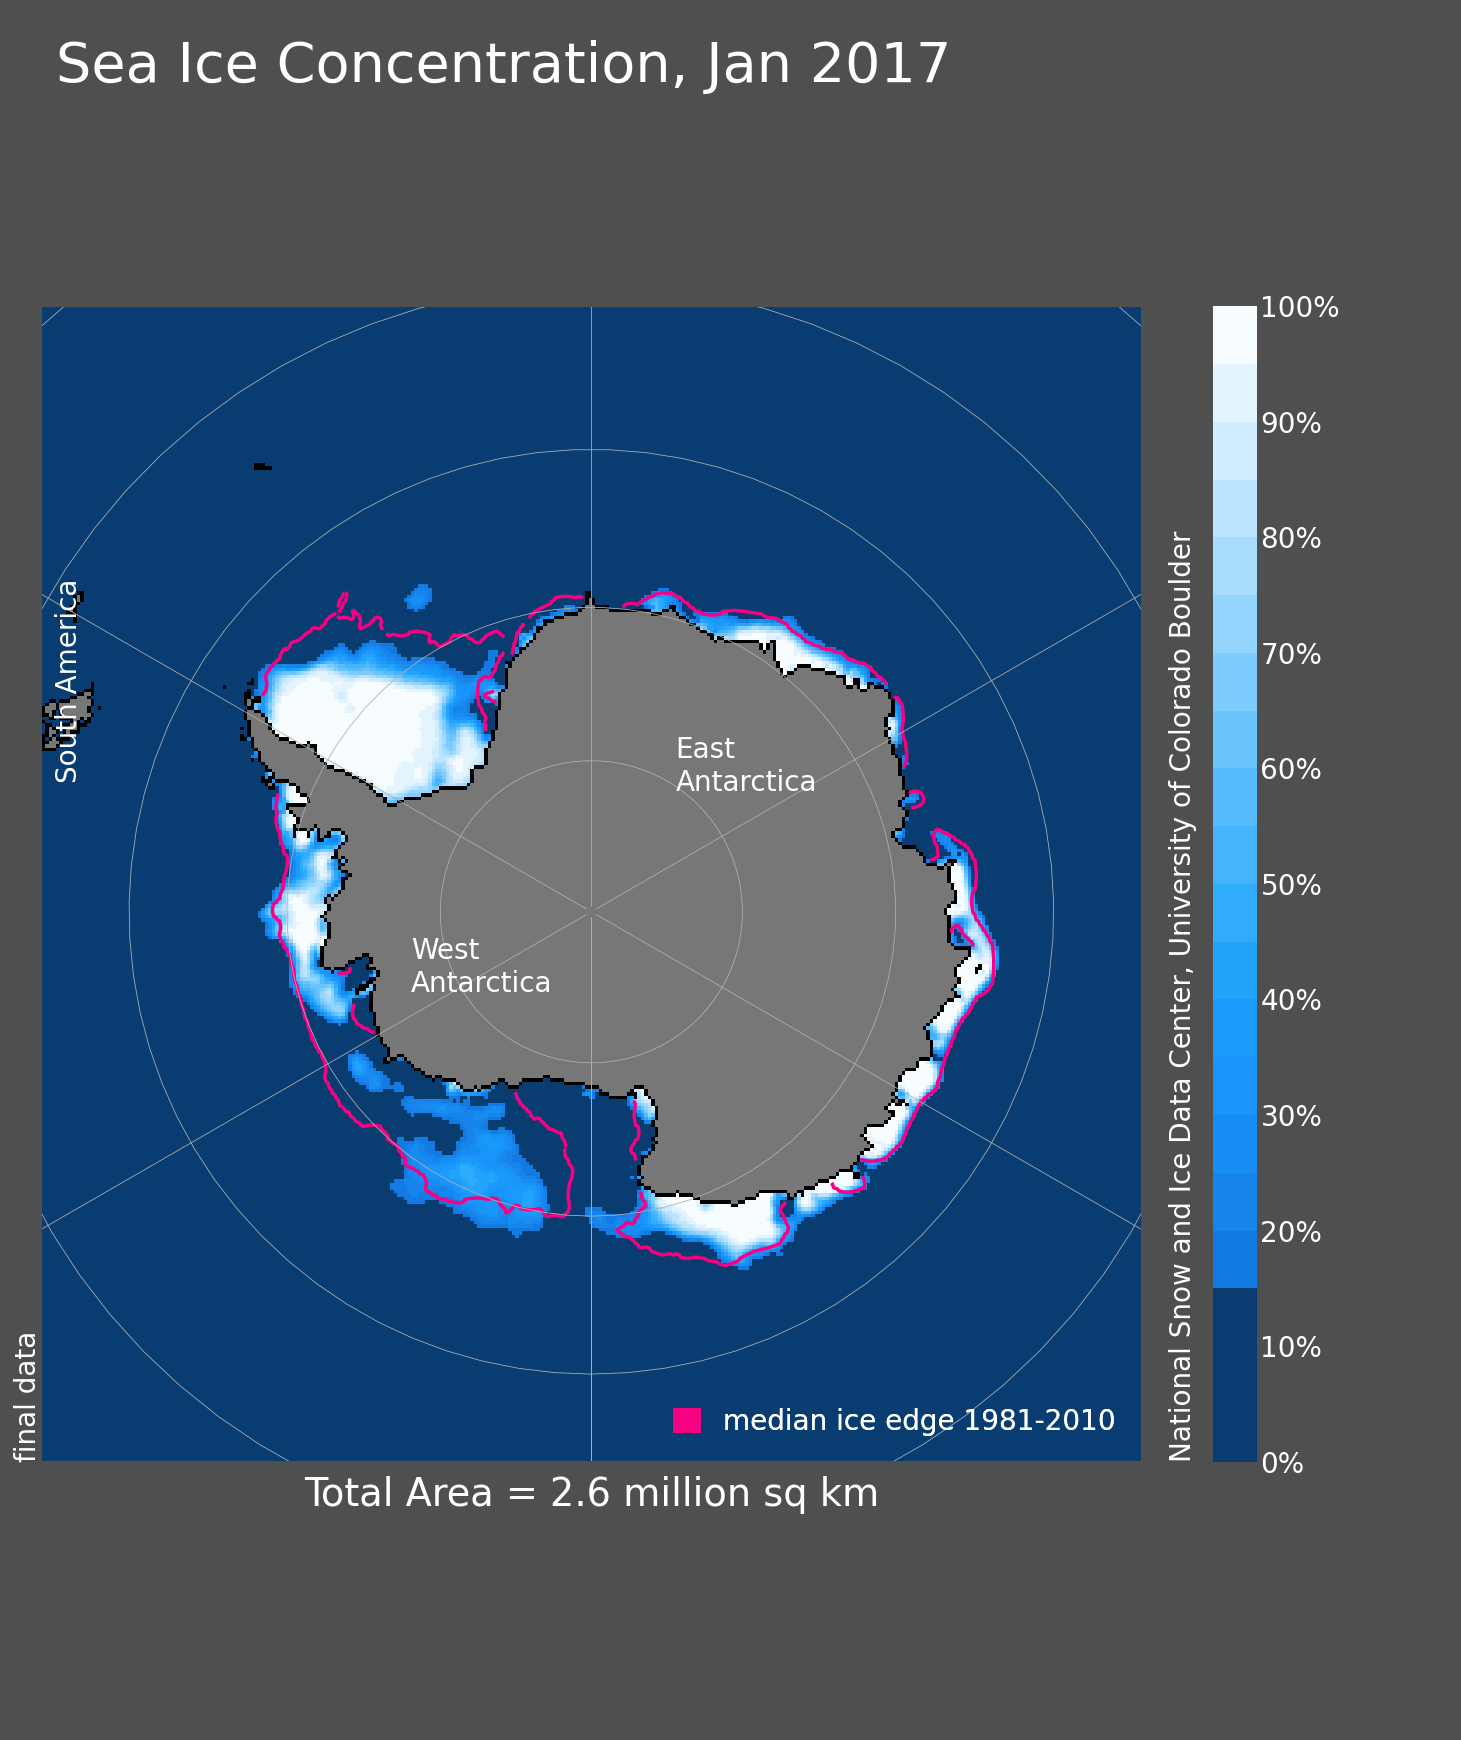 Sea Ice Concentration, Jan 2017
South America
East
Antarctica
West
Antarctica
median ice edge 1981-2010
final data
Total Area = 2.6 million sq km
National Snow and Ice Data Center, University of Colorado Boulder
100%
90%
80%
70%
60%
50%
40%
30%
20%
10%
0%